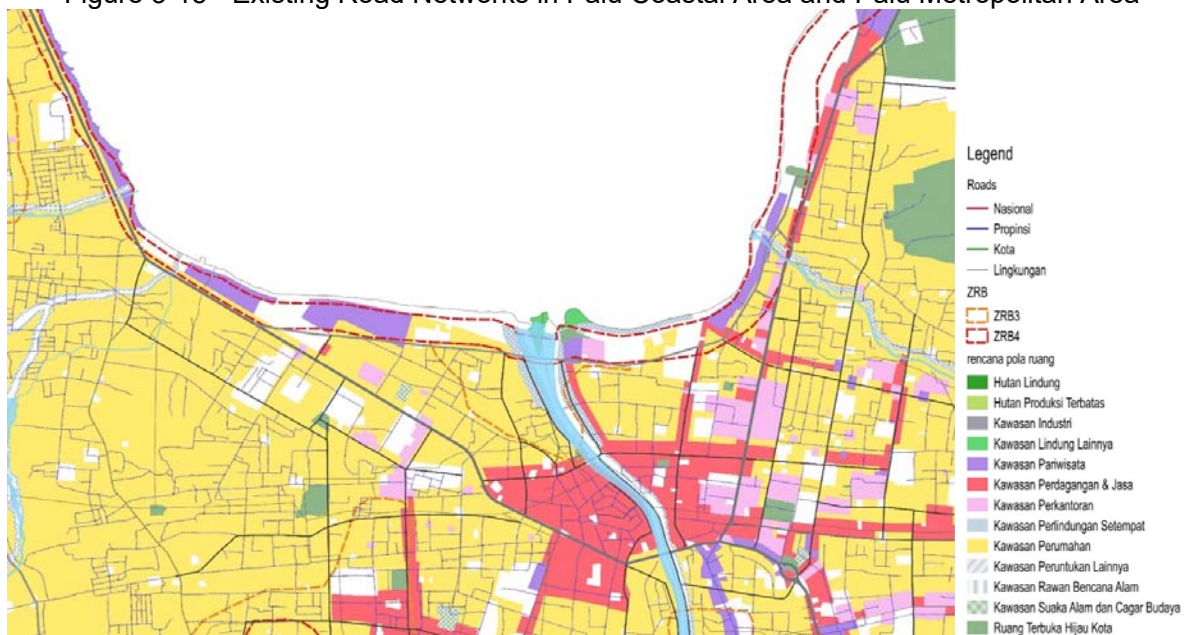 Existing Road Networks in Palu Coastal Area and Palu Metropolitan Area
Legend
Roads
Nasional
Propinsi
Kota
Lingkungan
ZRB
ZRB3
ZRB4
rencana pola ruang
Hutan Lindung
Hutan Produksi Terbatas
Kawasan Industri
Kawasan Lindung Lainnya
Kawasan Pariwisata
Kawasan Perdagangan & Jasa
Kawasan Perkantoran
Kawasan Perlindungan Setempat
Kawasan Perumahan
Kawasan Peruntukan Lainnya
Kawasan Rawan Bencana Alam
Kawasan Suaka Alam dan Cagar Budaya
Ruang Terbuka Hijau Kota